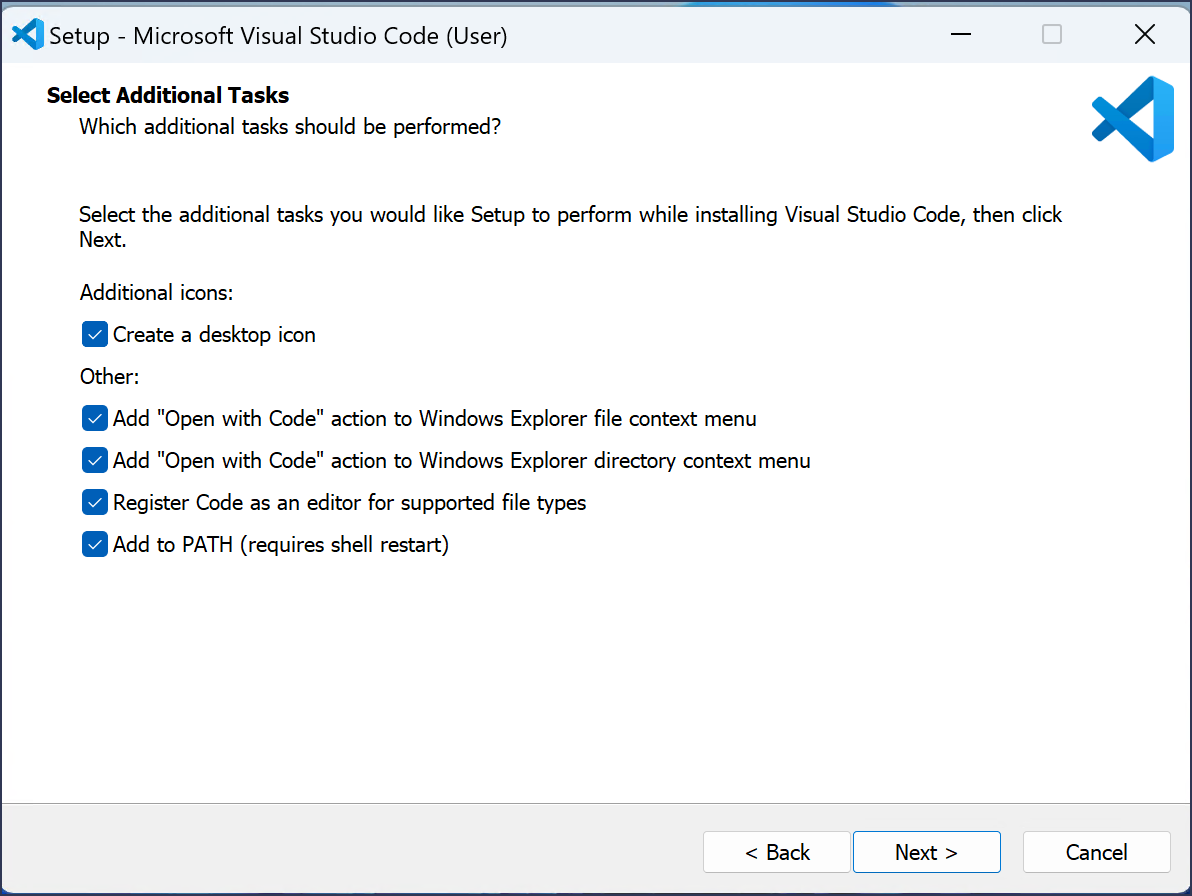 Setup - Microsoft Visual Studio Code (User)
Select Additional Tasks
Which additional tasks should be performed?
Select the additional tasks you would like Setup to perform while installing Visual Studio Code, then click
Next.
Additional icons:
Create a desktop icon
Other:
Add "Open with Code" action to Windows Explorer file context menu
Add "Open with Code" action to Windows Explorer directory context menu
Register Code as an editor for supported file types
Add to PATH (requires shell restart)
< Back Next > Cancel